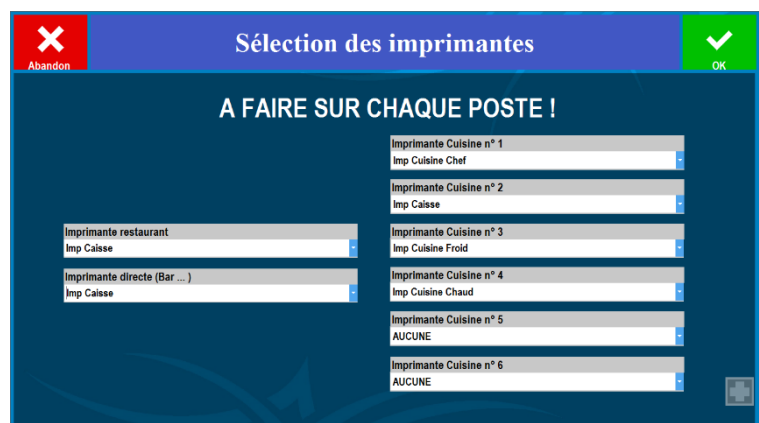 Abandon
Sélection des imprimantes
OK
A FAIRE SUR CHAQUE POSTE !
Imprimante restaurant
Imp Caisse
Imprimante directe (Bar ... )
Imp Caisse
Imprimante Cuisine n° 1
Imp Cuisine Chef
Imprimante Cuisine n° 2
Imp Caisse
Imprimante Cuisine n° 3
Imp Cuisine Froid
Imprimante Cuisine n° 4
Imp Cuisine Chaud
Imprimante Cuisine n° 5
AUCUNE
Imprimante Cuisine n° 6
AUCUNE